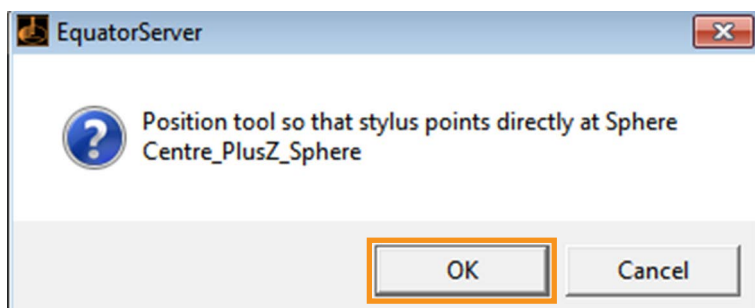 EquatorServer
Position tool so that stylus points directly at Sphere
Centre_PlusZ_Sphere
OK Cancel